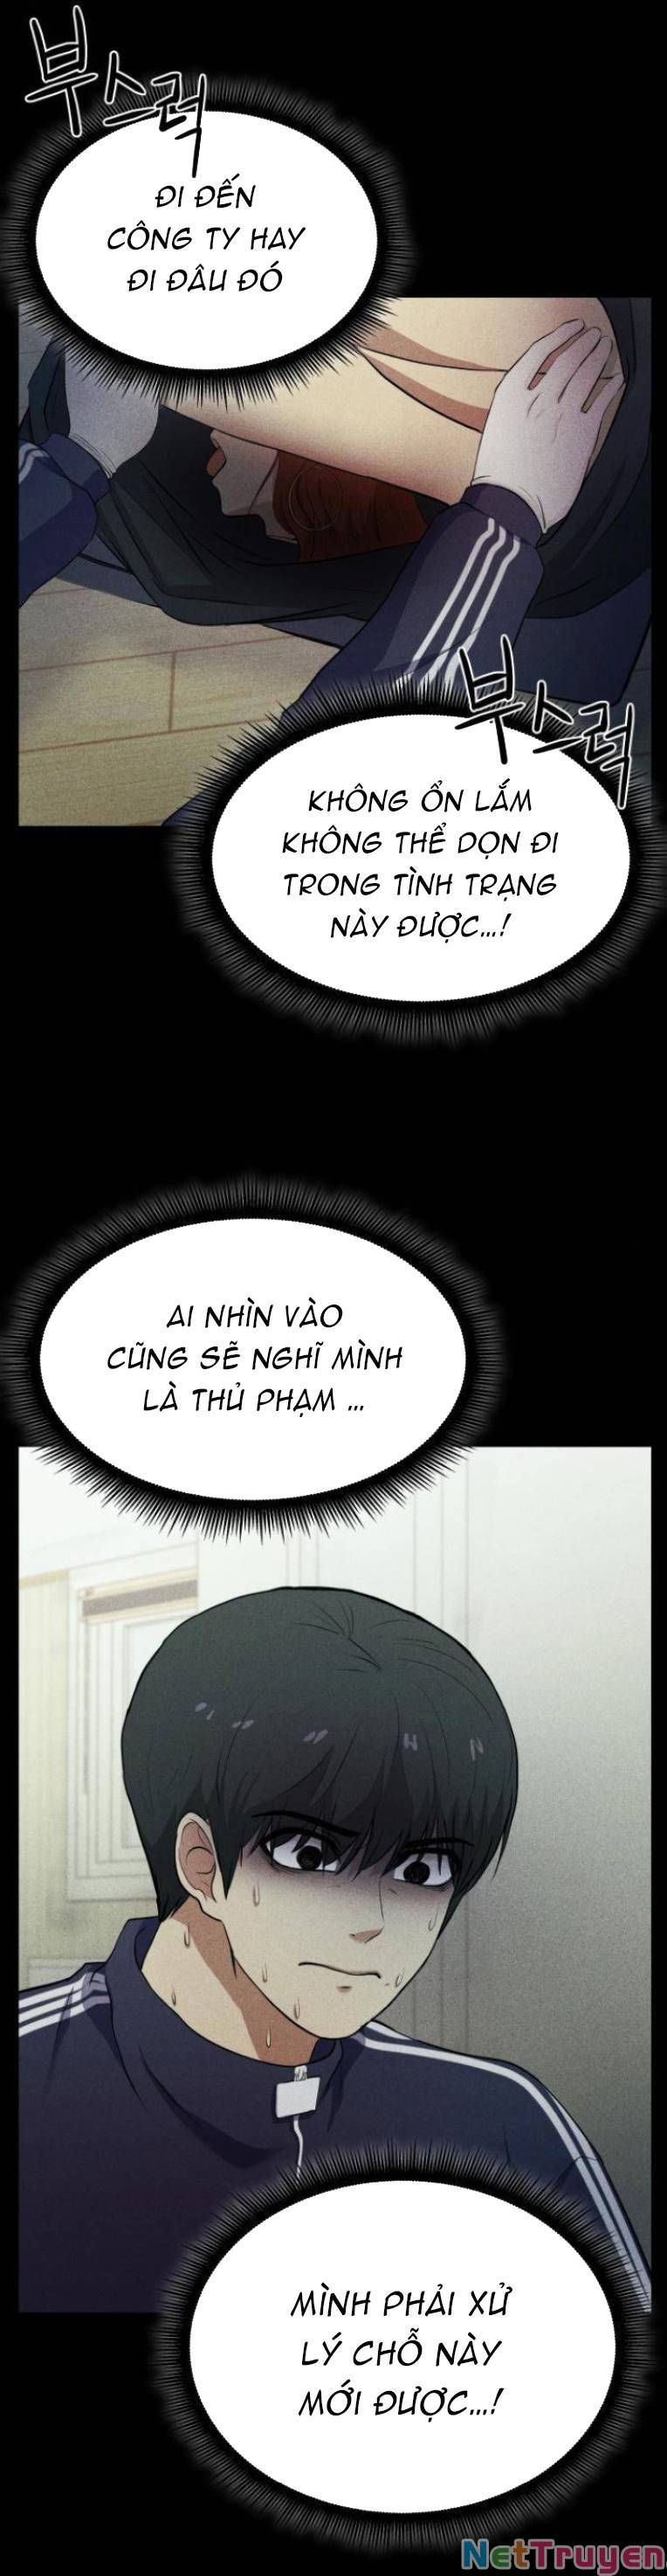 부스럭
ĐI ĐẾN
CÔNG TY HAY
ĐI ĐÂU ĐÓ
부스럭
KHÔNG ỔN LẮM
KHÔNG THỂ DỌN ĐI
TRONG TÌNH TRẠNG
NÀY ĐƯỢC...!
AI NHÌN VÀO
CŨNG SẼ NGHĨ MÌNH
LÀ THỦ PHẠM ...
MÌNH PHẢI XỬ
LÝ CHỖ NÀY
MỚI ĐƯỢC...!
NetTruyen